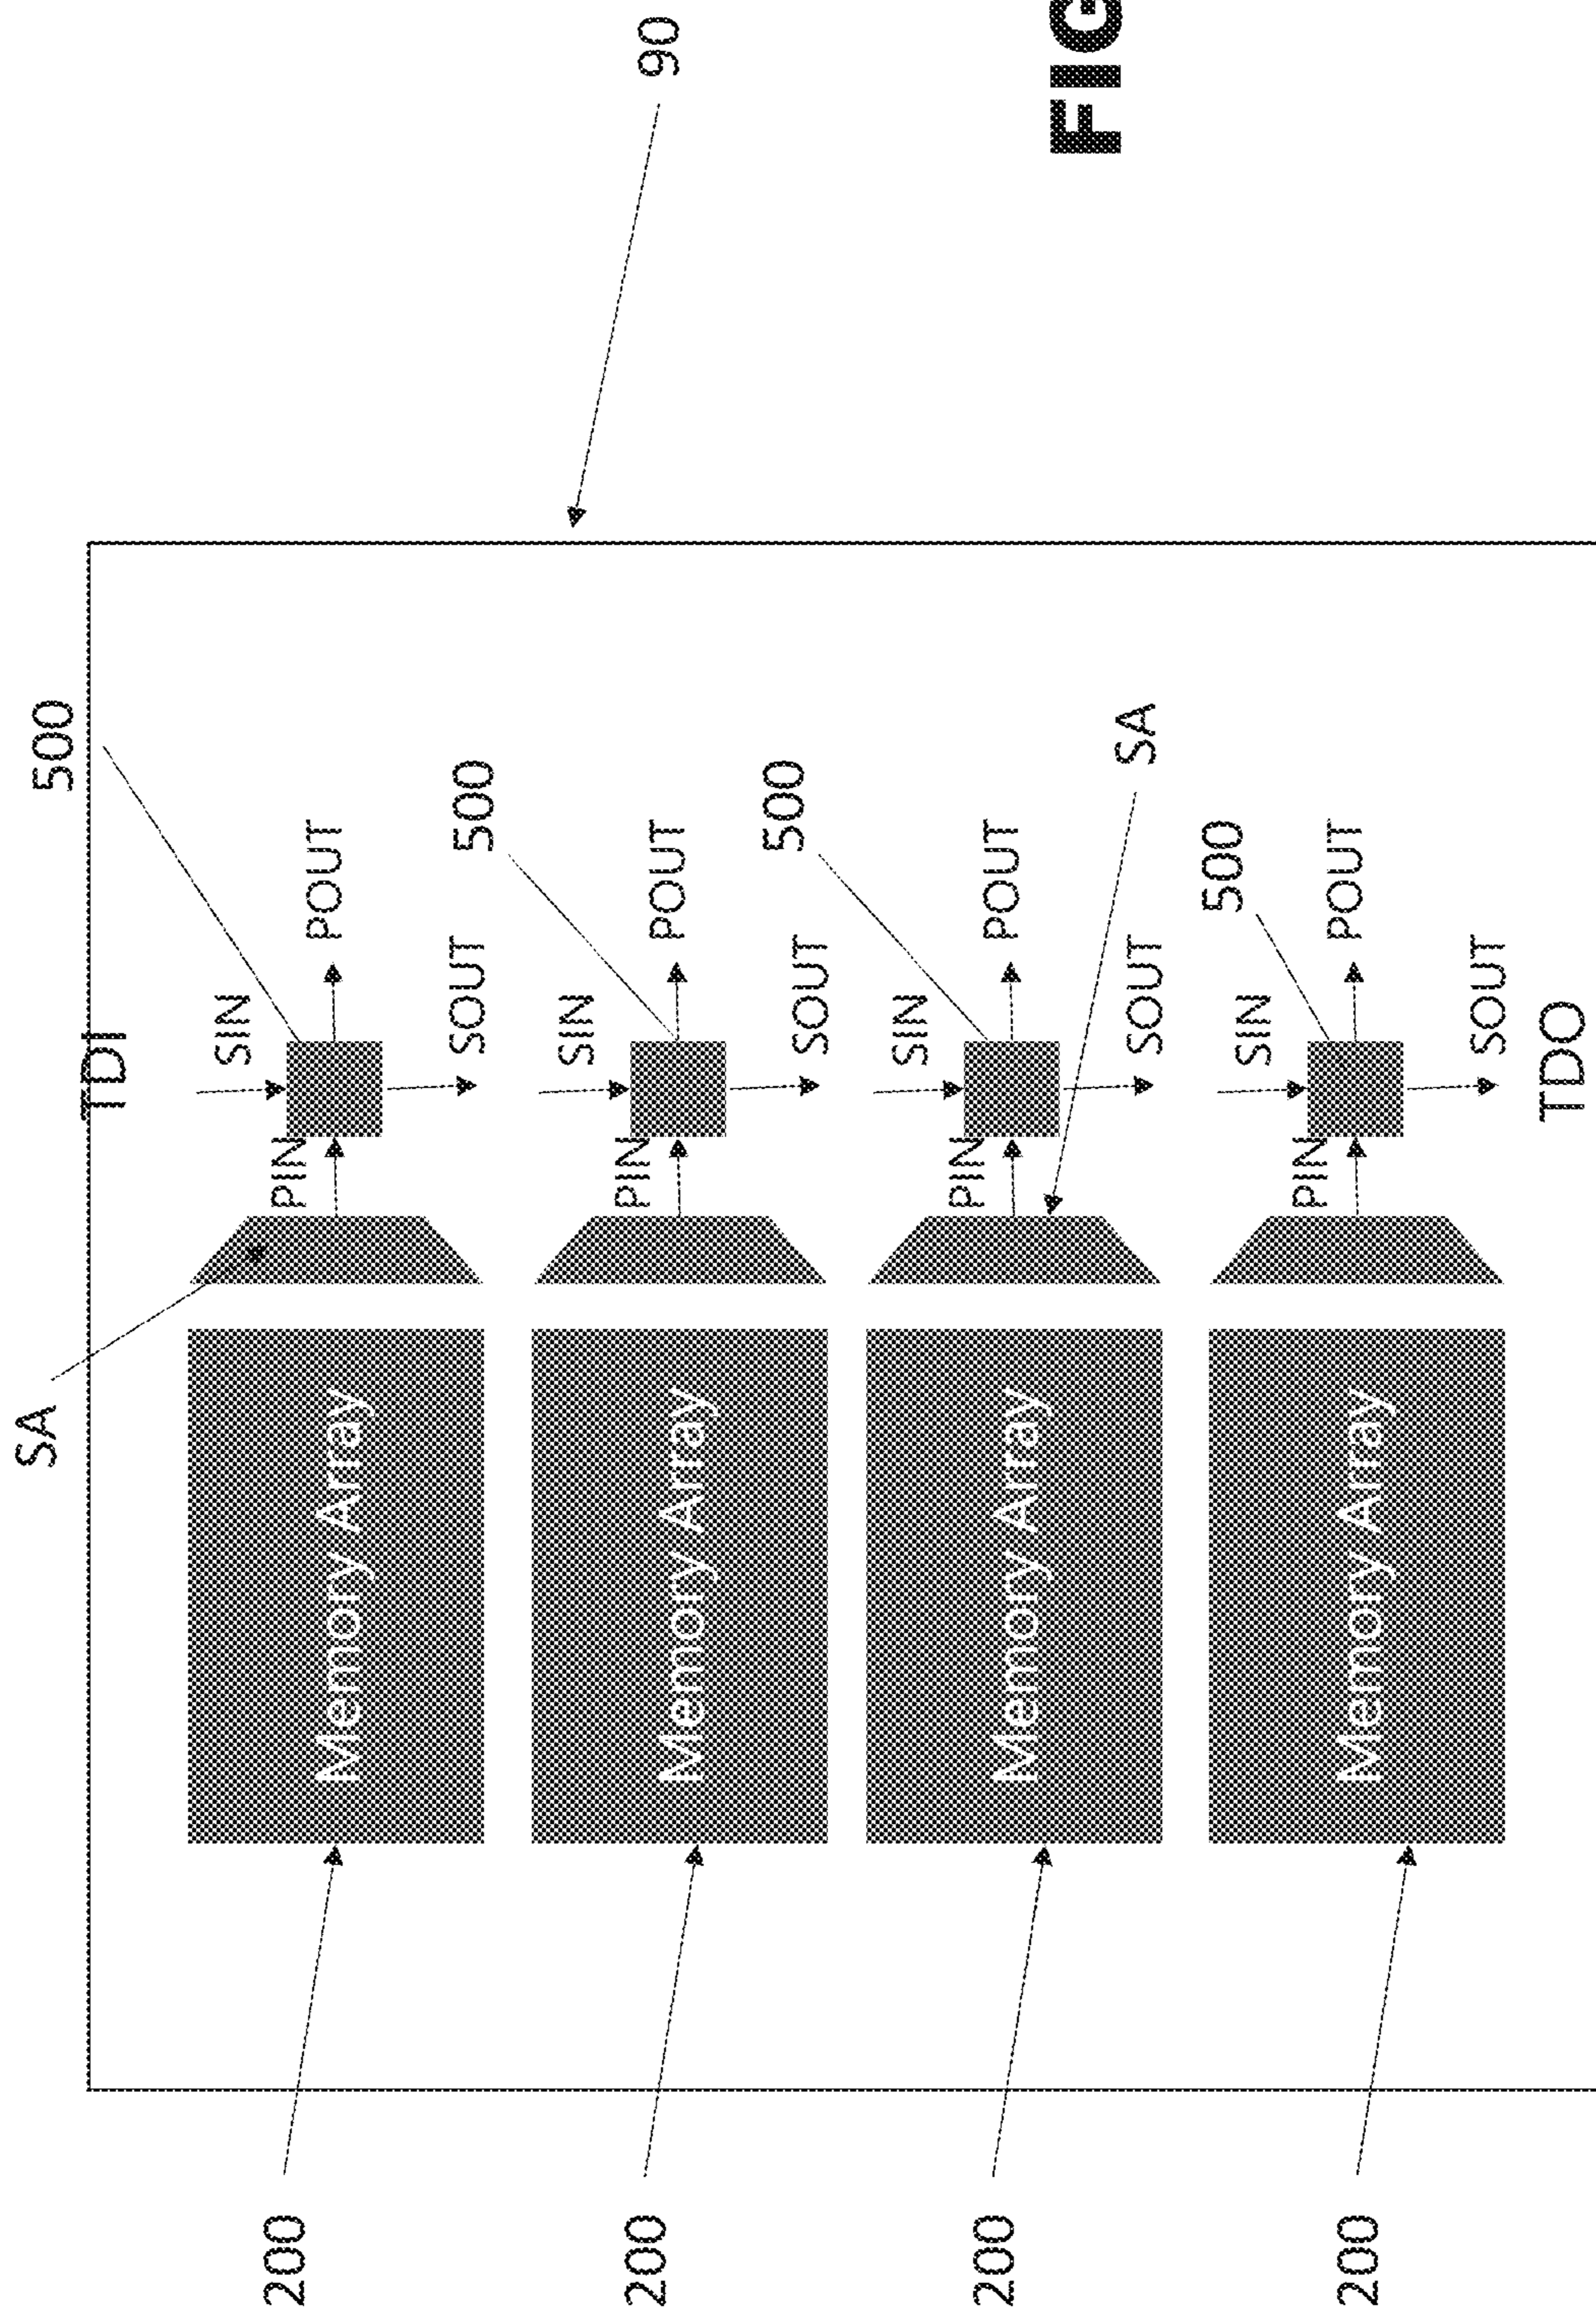 SA
TDI
500
200
Memory Array
PIN
SIN
POUT
SOUT
500
200
Memory Array
PIN
SIN
POUT
SOUT
500
200
Memory Array
PIN
SIN
POUT
SOUT
SA
500
200
Memory Array
PIN
SIN
POUT
SOUT
TDO
90
FIG